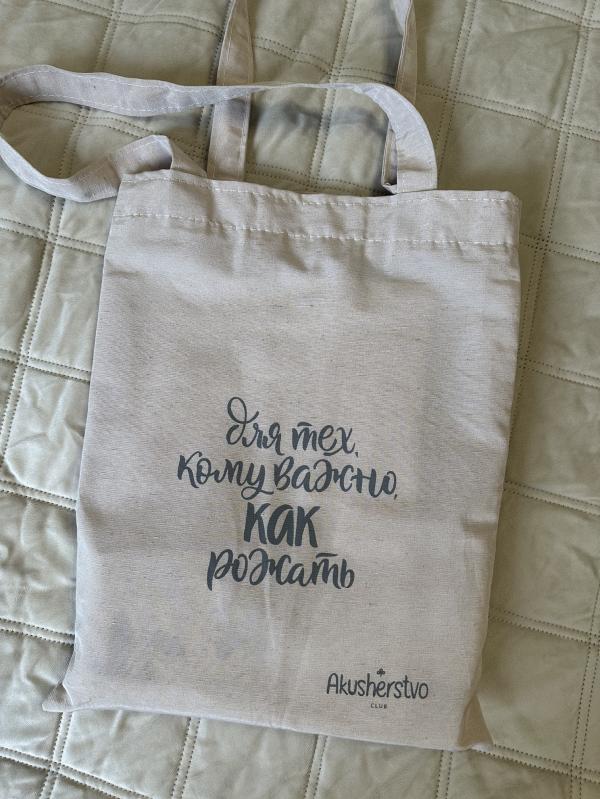 для тех,
кому важно,
как
рожать
Akusherstvo
CLUB